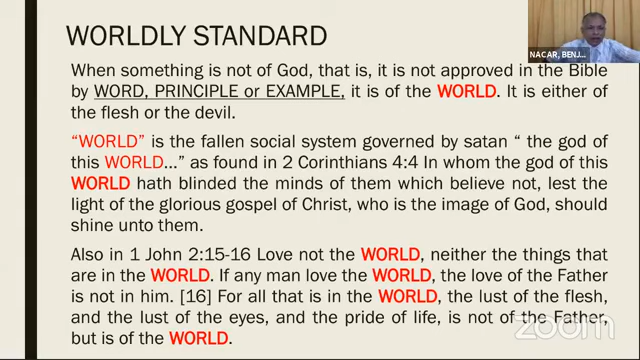 WORLDLY STANDARD
NACAR, BENJ...
When something is not of God, that is, it is not approved in the Bible
by WORD, PRINCIPLE or EXAMPLE, it is of the WORLD. It is either of
the flesh or the devil.
“WORLD” is the fallen social system governed by satan “ the god of
this WORLD...” as found in 2 Corinthians 4:4 In whom the god of this
WORLD hath blinded the minds of them which believe not, lest the
light of the glorious gospel of Christ, who is the image of God, should
shine unto them.
Also in 1 John 2:15-16 Love not the WORLD, neither the things that
are in the WORLD. If any man love the WORLD, the love of the Father
is not in him. [16] For all that is in the WORLD, the lust of the flesh,
and the lust of the eyes, and the pride of life, is not of the Father,
but is of the WORLD.
zoom